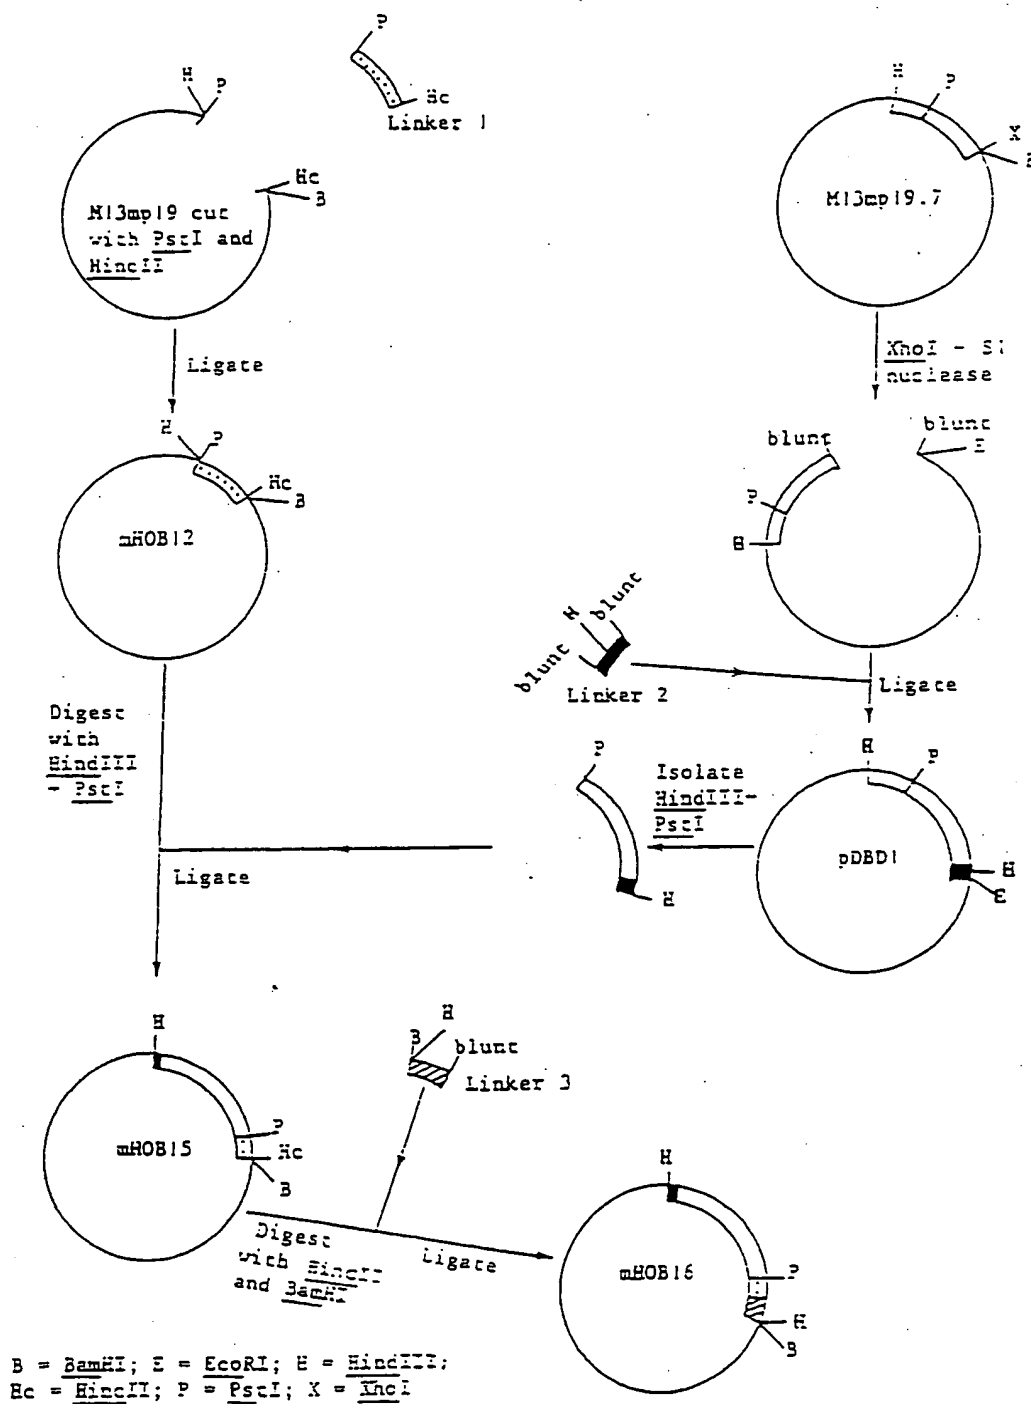 P
H
P
Hc
Linker 1
Hc
B
M13mp19 cut
with PstI and
HincII
H
P
X
B
M13mp19.7
Ligate
XhoI - S1
nuclease
H
P
Hc
B
mHOB12
blunt
blunt
E
P
H
H
blunt
blunt
Linker 2
Ligate
Digest
with
HindIII
- PstI
P
Isolate
HindIII-
PstI
H
P
pDBD1
H
E
H
Ligate
H
P
Hc
B
mHOB15
B
H
blunt
Linker 3
Digest
with HincII
and BamHI
Ligate
H
P
H
B
mHOB16
B = BamHI; E = EcoRI; H = HindIII;
Hc = HincII; P = PstI; X = XhoI